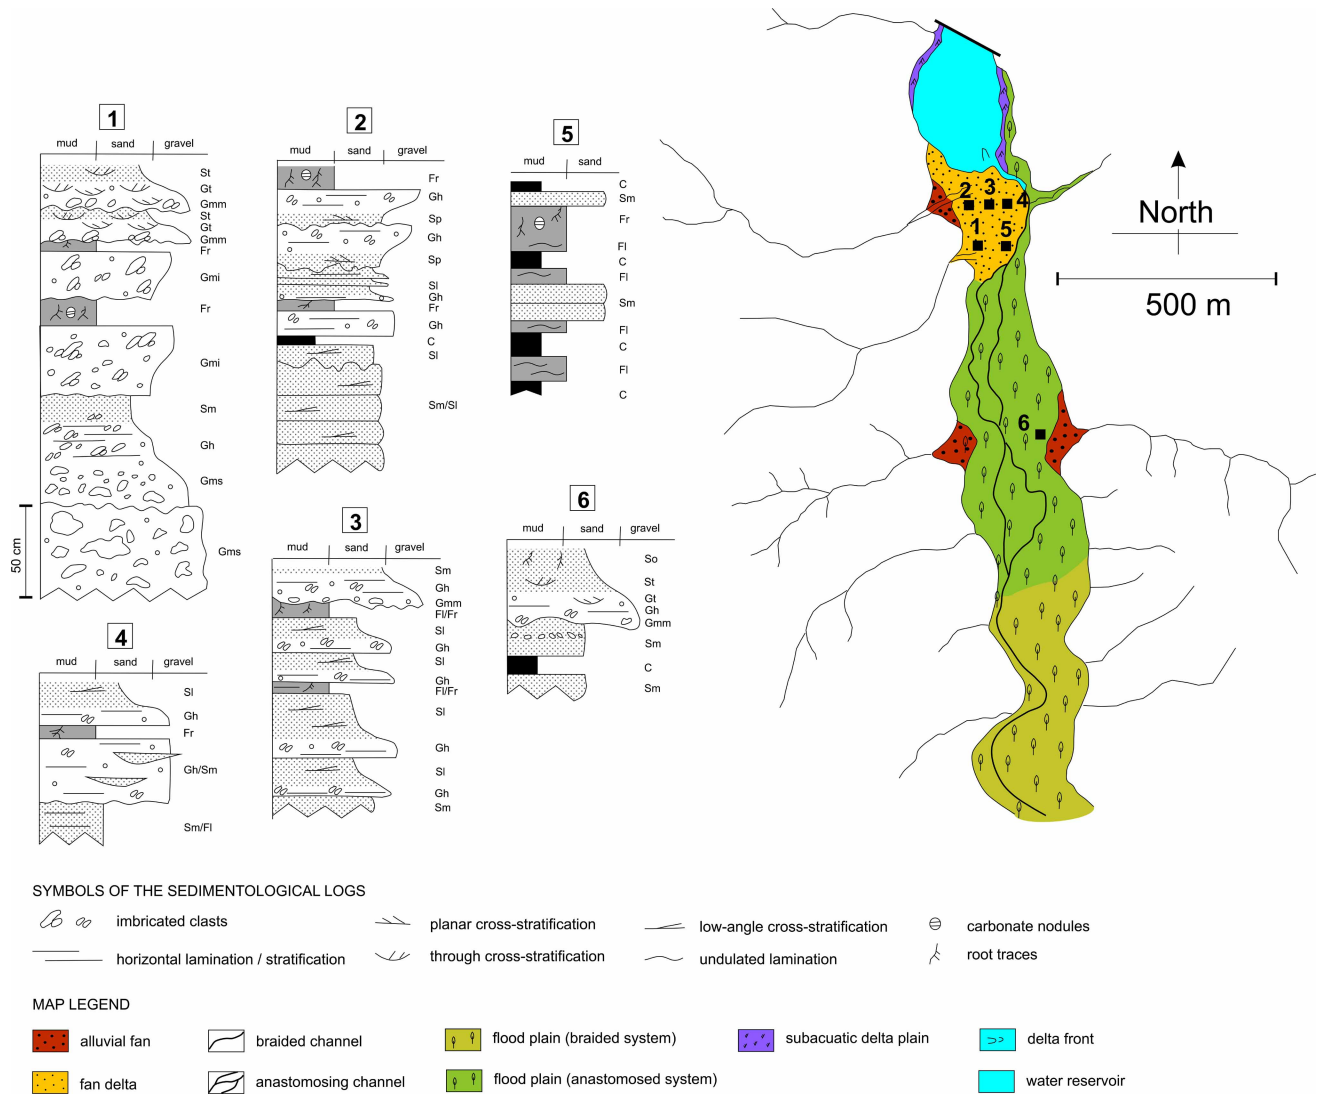 1
mud sand gravel
St
Gt
Gmm
St
Gt
Gmm
Fr
Gmi
Fr
Gmi
Sm
Gh
Gms
Gms
50 cm
2
mud sand gravel
Fr
Gh
Sp
Gh
Sp
Sl
Gh
Fr
Gh
C
Sl
Sm/Sl
5
mud sand
C
Sm
Fr
Fl
C
Fl
Sm
Fl
C
Fl
C
3
mud sand gravel
Sm
Gh
Gmm
Fl/Fr
Sl
Gh
Sl
Gh
Fl/Fr
Sl
Gh
Sl
Gh
Sm
6
mud sand gravel
So
St
Gt
Gh
Gmm
Sm
C
Sm
4
mud sand gravel
Sl
Gh
Fr
Gh/Sm
Sm/Fl
2 3 4
1 5
6
North
500 m
SYMBOLS OF THE SEDIMENTOLOGICAL LOGS
imbricated clasts
planar cross-stratification
low-angle cross-stratification
carbonate nodules
horizontal lamination / stratification
through cross-stratification
undulated lamination
root traces
MAP LEGEND
alluvial fan
braided channel
flood plain (braided system)
subacuatic delta plain
delta front
fan delta
anastomosing channel
flood plain (anastomosed system)
water reservoir